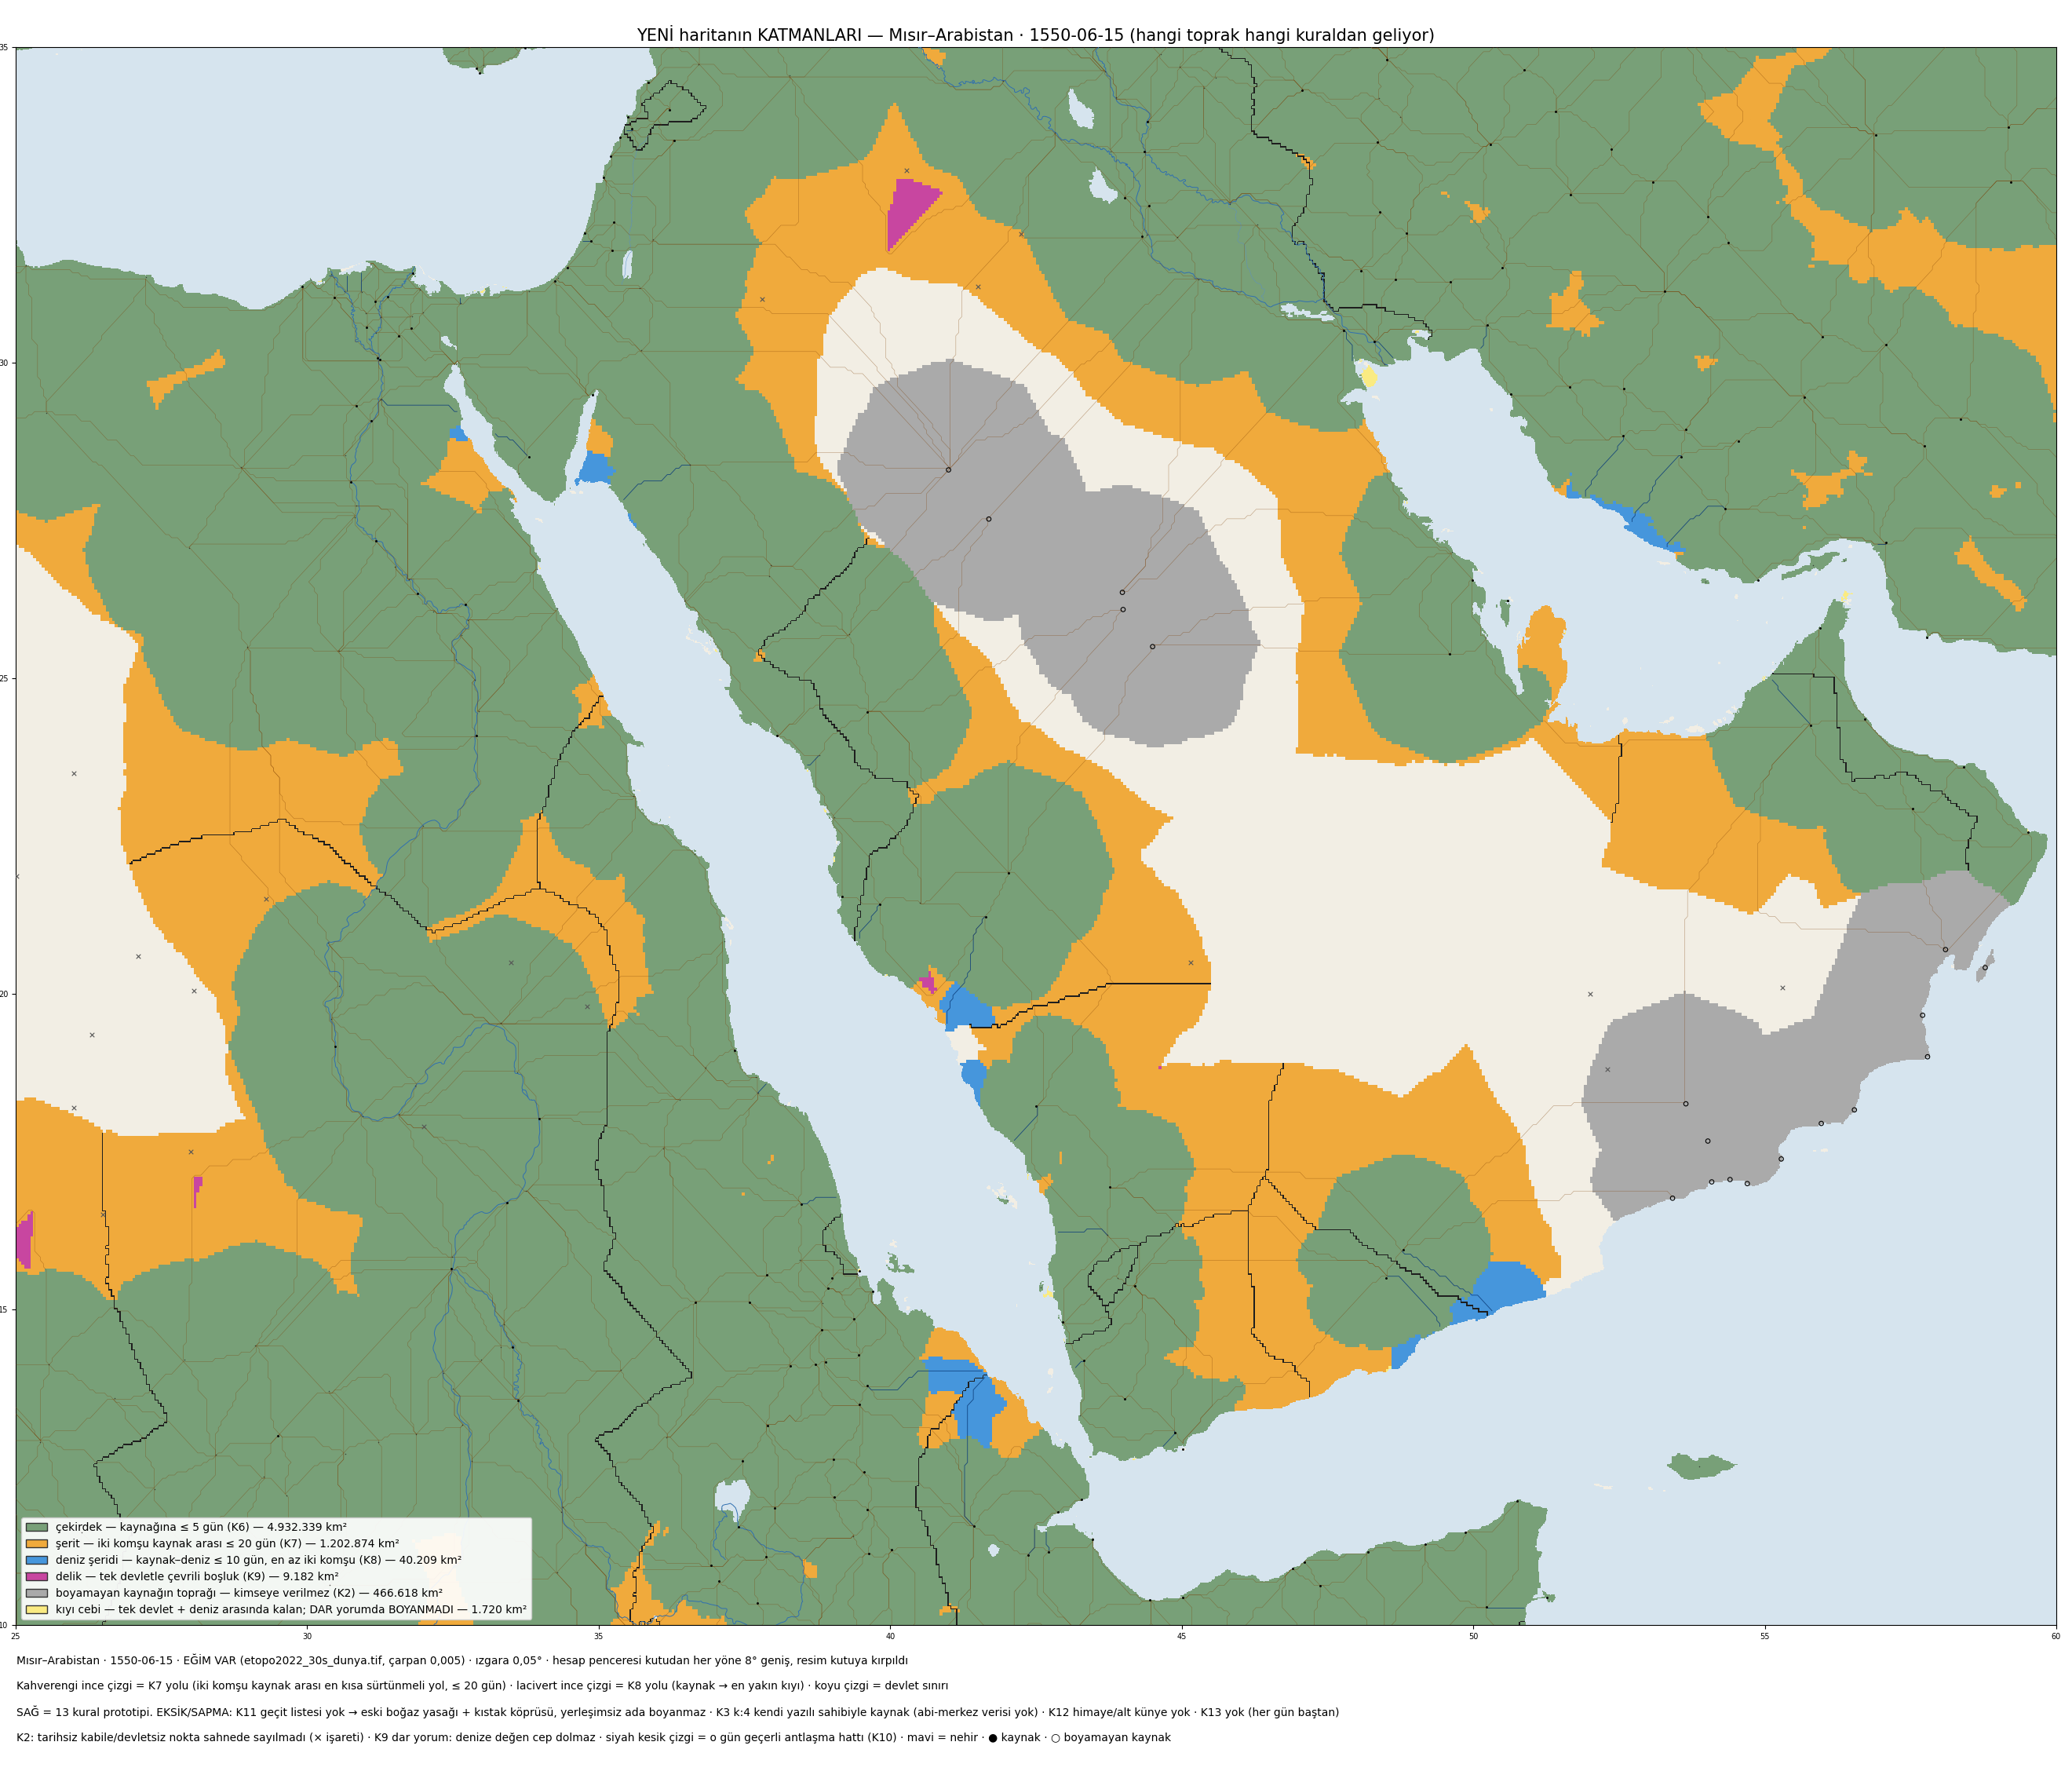 YENİ haritanın KATMANLARI — Mısır–Arabistan · 1550-06-15 (hangi toprak hangi kuraldan geliyor)
35
30
25
20
15
10
çekirdek — kaynağına ≤ 5 gün (K6) — 4.932.339 km²
şerit — iki komşu kaynak arası ≤ 20 gün (K7) — 1.202.874 km²
deniz şeridi — kaynak–deniz ≤ 10 gün, en az iki komşu (K8) — 40.209 km²
delik — tek devletle çevrili boşluk (K9) — 9.182 km²
boyamayan kaynağın toprağı — kimseye verilmez (K2) — 466.618 km²
kıyı cebi — tek devlet + deniz arasında kalan; DAR yorumda BOYANMADI — 1.720 km²
25 30 35 40 45 50 55 60
Mısır–Arabistan · 1550-06-15 · EĞİM VAR (etopo2022_30s_dunya.tif, çarpan 0,005) · ızgara 0,05° · hesap penceresi kutudan her yöne 8° geniş, resim kutuya kırpıldı
Kahverengi ince çizgi = K7 yolu (iki komşu kaynak arası en kısa sürtünmeli yol, ≤ 20 gün) · lacivert ince çizgi = K8 yolu (kaynak → en yakın kıyı) · koyu çizgi = devlet sınırı
SAĞ = 13 kural prototipi. EKSİK/SAPMA: K11 geçit listesi yok → eski boğaz yasağı + kıstak köprüsü, yerleşimsiz ada boyanmaz · K3 k:4 kendi yazılı sahibiyle kaynak (abi-merkez verisi yok) · K12 himaye/alt künye yok · K13 yok (her gün baştan)
K2: tarihsiz kabile/devletsiz nokta sahnede sayılmadı (× işareti) · K9 dar yorum: denize değen cep dolmaz · siyah kesik çizgi = o gün geçerli antlaşma hattı (K10) · mavi = nehir · ● kaynak · ○ boyamayan kaynak